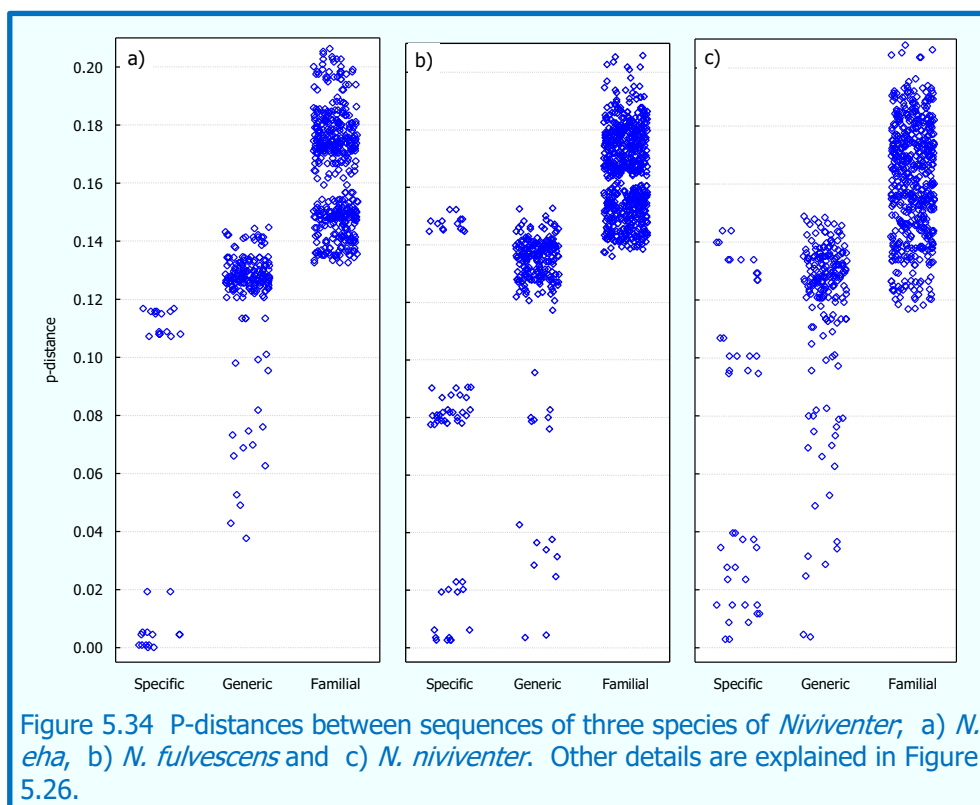 a)
b)
c)
0.20
0.18
0.16
0.14
0.12
0.10
0.08
0.06
0.04
0.02
0.00
p-distance
Specific Generic Familial
Specific Generic Familial
Specific Generic Familial
Figure 5.34 P-distances between sequences of three species of Niviventer; a) N.
eha, b) N. fulvescens and c) N. niviventer. Other details are explained in Figure
5.26.